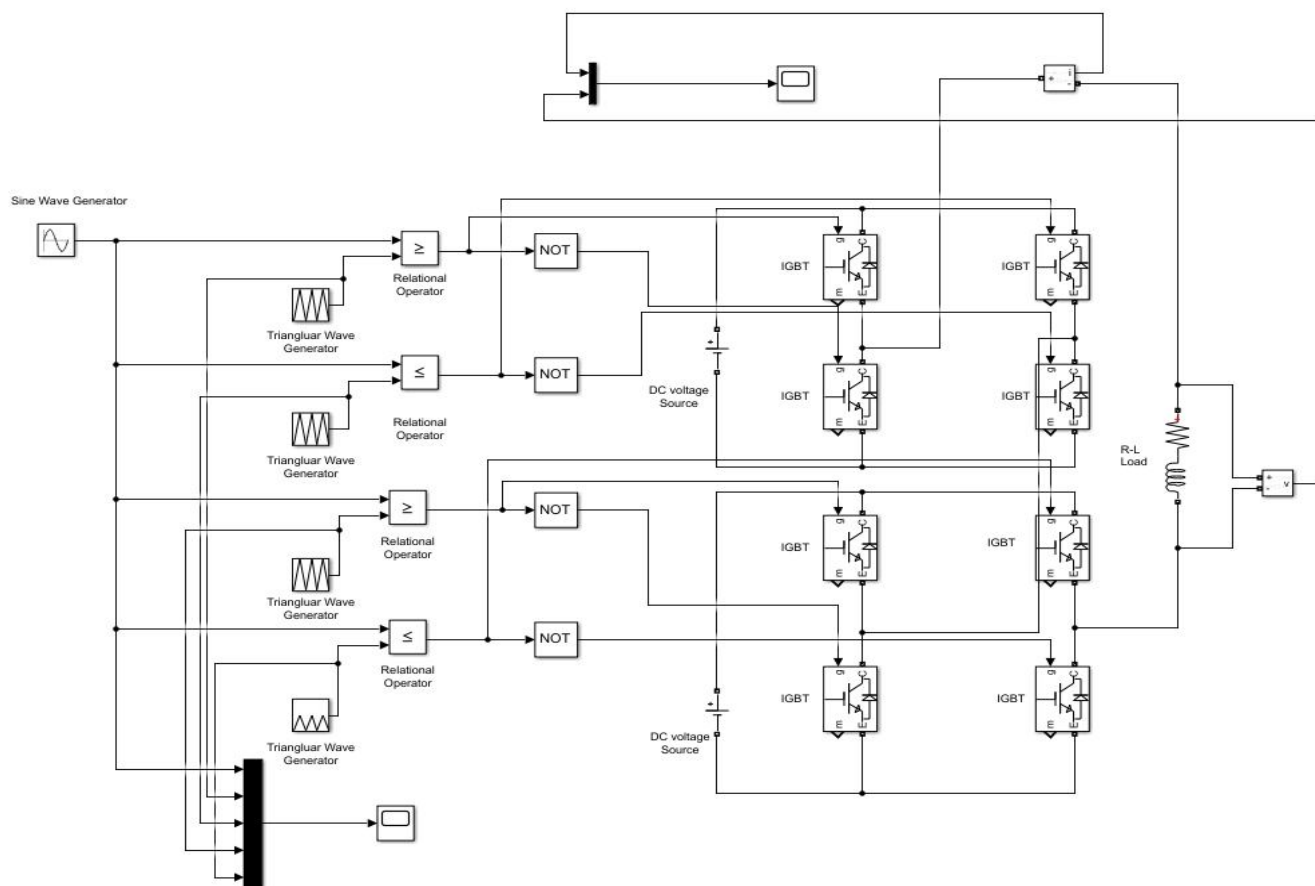 Sine Wave Generator
≥
NOT
Relational
Operator
Triangluar Wave
Generator
≤
NOT
Relational
Operator
Triangluar Wave
Generator
≥
NOT
Relational
Operator
Triangluar Wave
Generator
≤
NOT
Relational
Operator
Triangluar Wave
Generator
g
C
IGBT
m
E
g
C
IGBT
m
E
+
DC voltage
Source
g
C
IGBT
m
E
g
C
IGBT
m
E
g
C
IGBT
m
E
g
C
IGBT
m
E
+
DC voltage
Source
g
C
IGBT
m
E
g
C
IGBT
m
E
+
i
-
+
R-L
Load
+
-
v